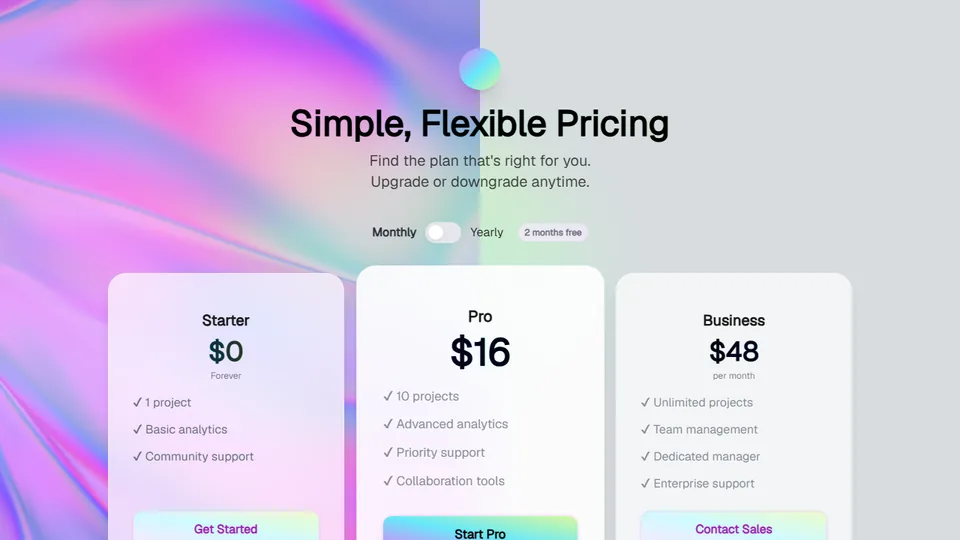 Simple, Flexible Pricing
Find the plan that's right for you.
Upgrade or downgrade anytime.
Monthly Yearly 2 months free
Starter
$0
Forever
✓ 1 project
✓ Basic analytics
✓ Community support
Get Started
Pro
$16
✓ 10 projects
✓ Advanced analytics
✓ Priority support
✓ Collaboration tools
Start Pro
Business
$48
per month
✓ Unlimited projects
✓ Team management
✓ Dedicated manager
✓ Enterprise support
Contact Sales